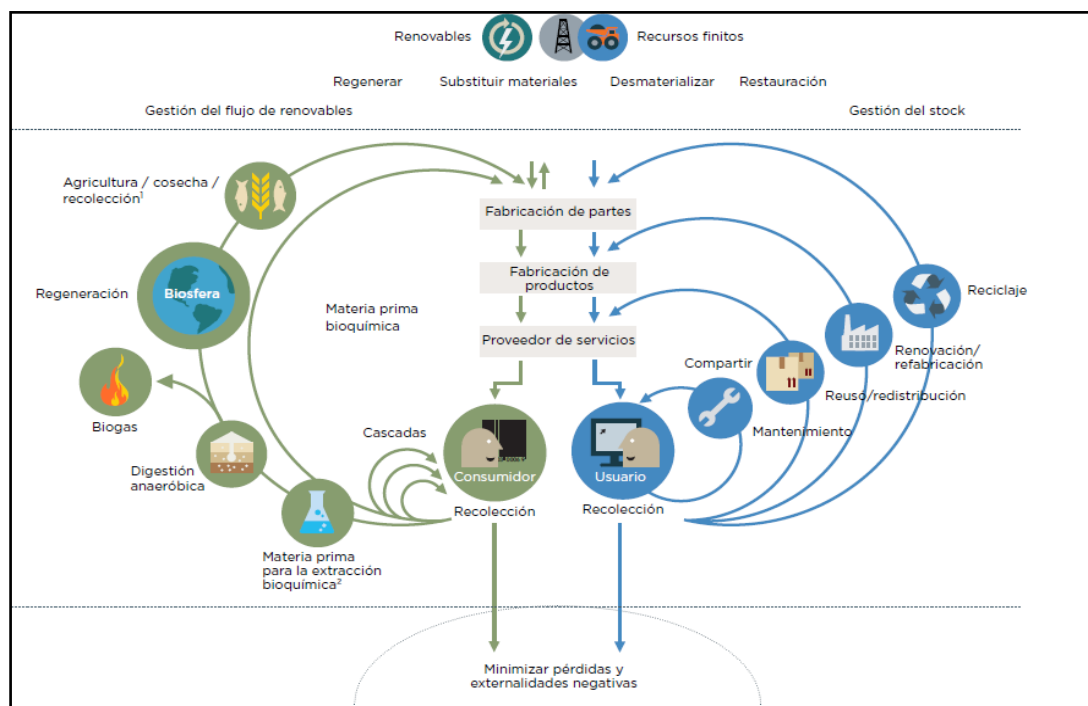 Renovables
Recursos finitos
Regenerar
Substituir materiales
Desmaterializar
Restauración
Gestión del flujo de renovables
Gestión del stock
Agricultura / cosecha /
recolección¹
Fabricación de partes
Regeneración
Biosfera
Fabricación de
productos
Reciclaje
Materia prima
bioquímica
Proveedor de servicios
Renovación/
refabricación
Compartir
Reuso/redistribución
Biogas
Mantenimiento
Cascadas
Digestión
anaeróbica
Consumidor
Usuario
Recolección
Recolección
Materia prima
para la extracción
bioquímica²
Minimizar pérdidas y
externalidades negativas